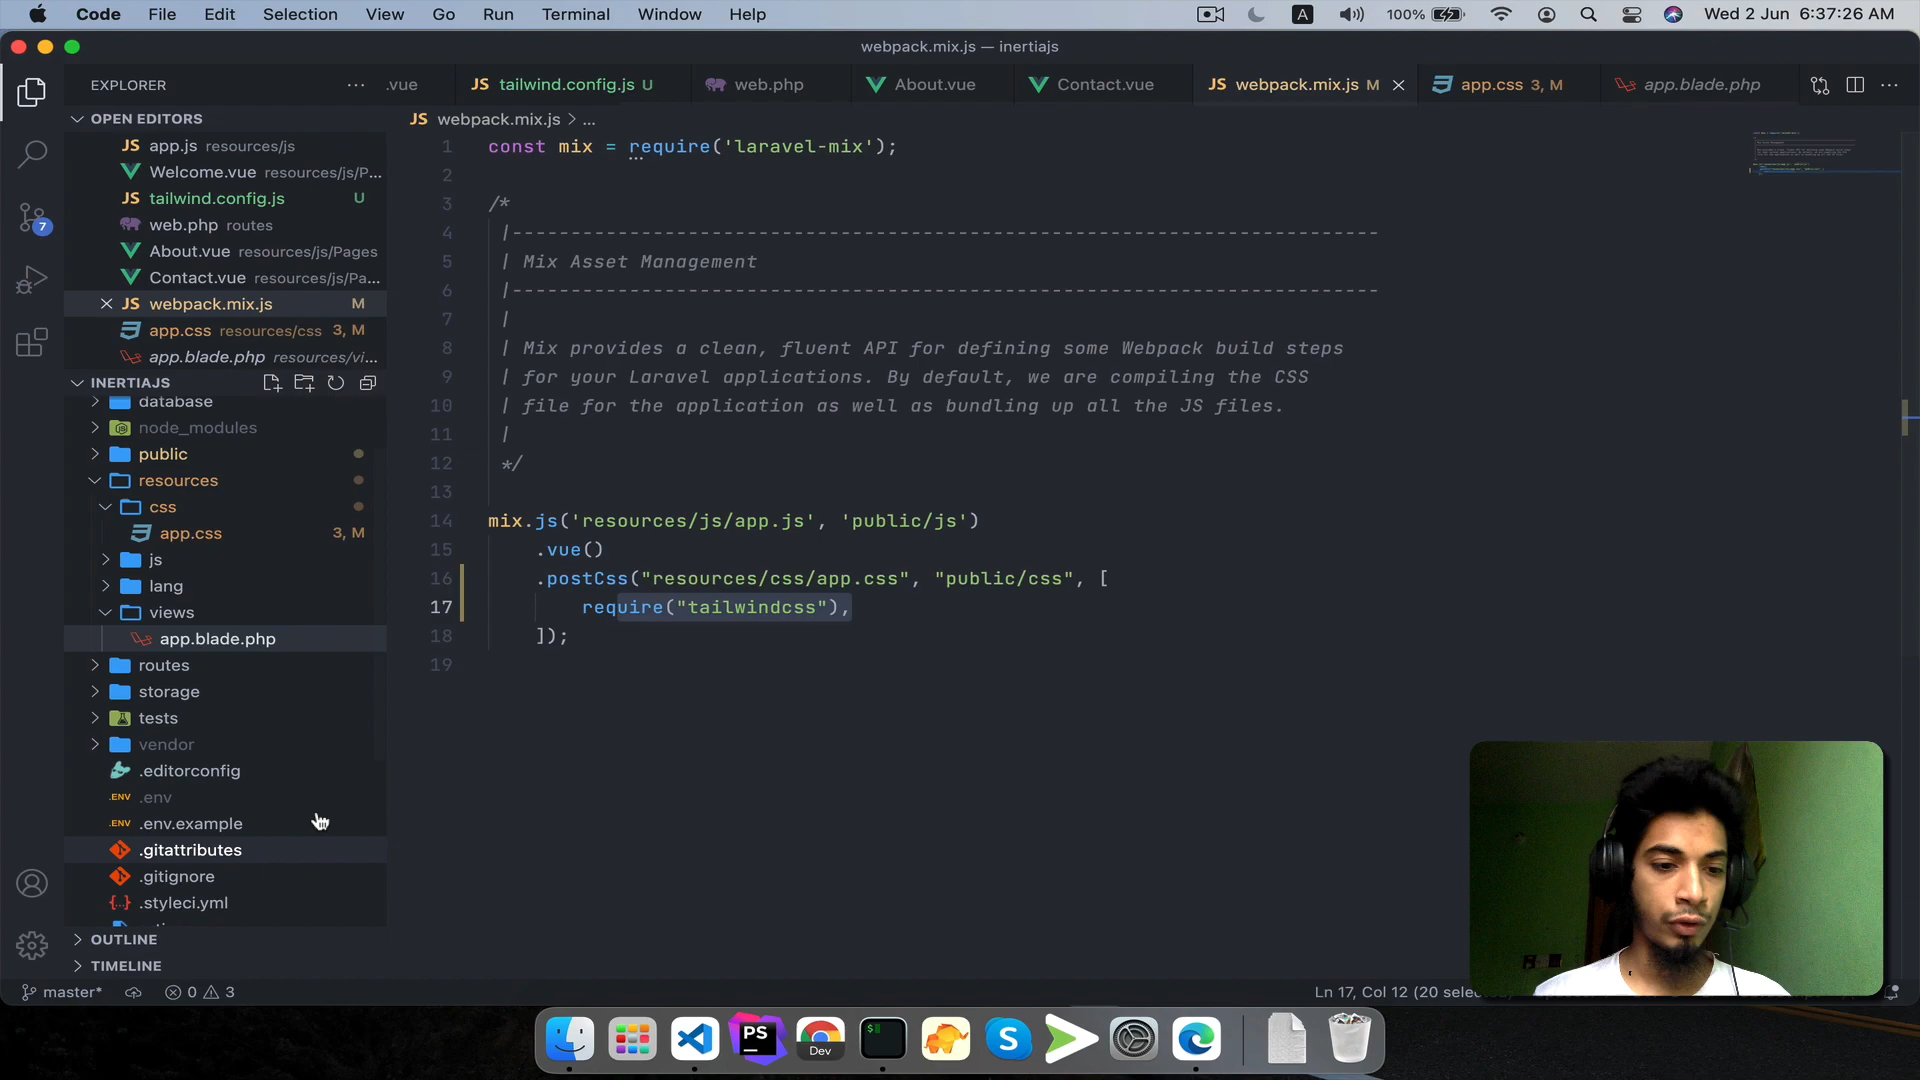 Code File Edit Selection View Go Run Terminal Window Help A 100% Wed 2 Jun 6:37:26 AM
webpack.mix.js — inertiajs
EXPLORER ... .vue JS tailwind.config.js U web.php About.vue Contact.vue JS webpack.mix.js M app.css 3, M app.blade.php ...
OPEN EDITORS
JS webpack.mix.js > ...
JS app.js resources/js
JS Welcome.vue resources/js/P...
JS tailwind.config.js U
web.php routes
About.vue resources/js/Pages
Contact.vue resources/js/Pa...
JS webpack.mix.js M
app.css resources/css 3, M
app.blade.php resources/vi...
INERTIAJS
database
node_modules
public
resources
css
app.css 3, M
js
lang
views
app.blade.php
routes
storage
tests
vendor
.editorconfig
.ENV .env
.ENV .env.example
.gitattributes
.gitignore
{...} .styleci.yml
OUTLINE
TIMELINE
7
1 const mix = require('laravel-mix');
2
3 /*
4 |--------------------------------------------------------------------------
5 | Mix Asset Management
6 |--------------------------------------------------------------------------
7 |
8 | Mix provides a clean, fluent API for defining some Webpack build steps
9 | for your Laravel applications. By default, we are compiling the CSS
10 | file for the application as well as bundling up all the JS files.
11 |
12 */
13
14 mix.js('resources/js/app.js', 'public/js')
15 .vue()
16 .postCss("resources/css/app.css", "public/css", [
17 require("tailwindcss"),
18 ]);
19
master* 0 3 Ln 17, Col 12 (20 selec
PS Dev $ S